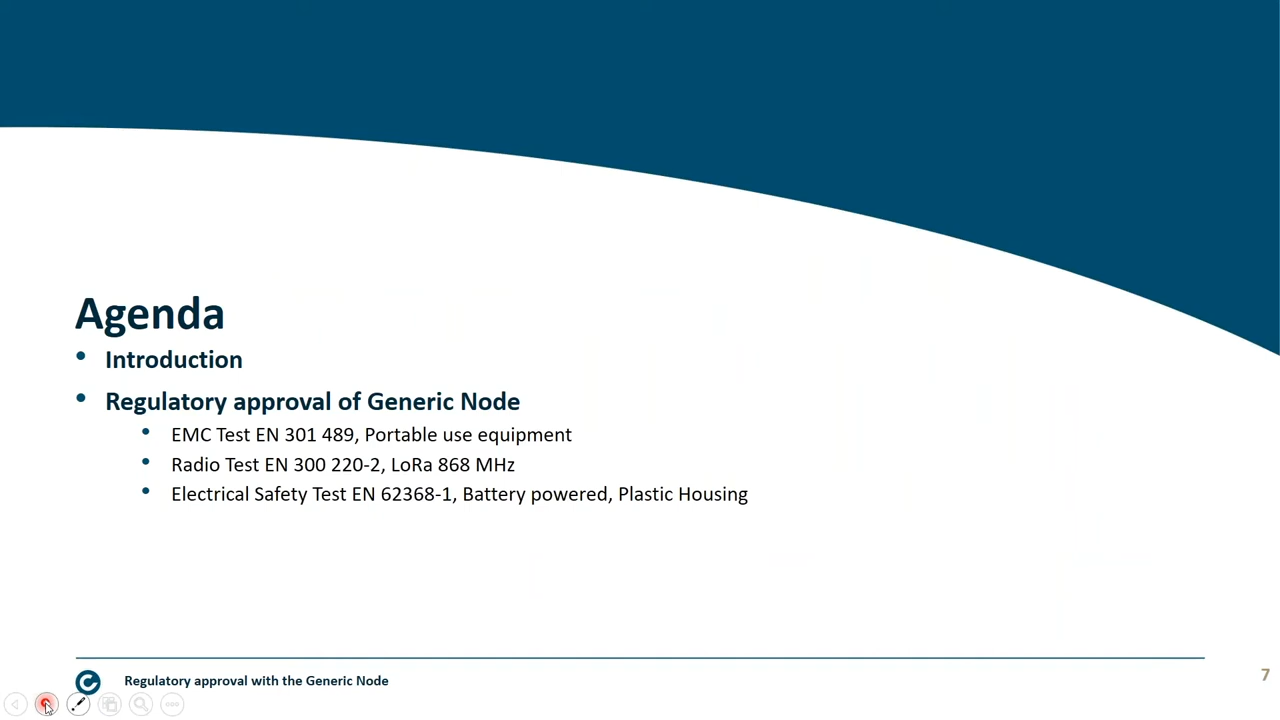 Agenda
• Introduction
• Regulatory approval of Generic Node
• EMC Test EN 301 489, Portable use equipment
• Radio Test EN 300 220-2, LoRa 868 MHz
• Electrical Safety Test EN 62368-1, Battery powered, Plastic Housing
Regulatory approval with the Generic Node
7